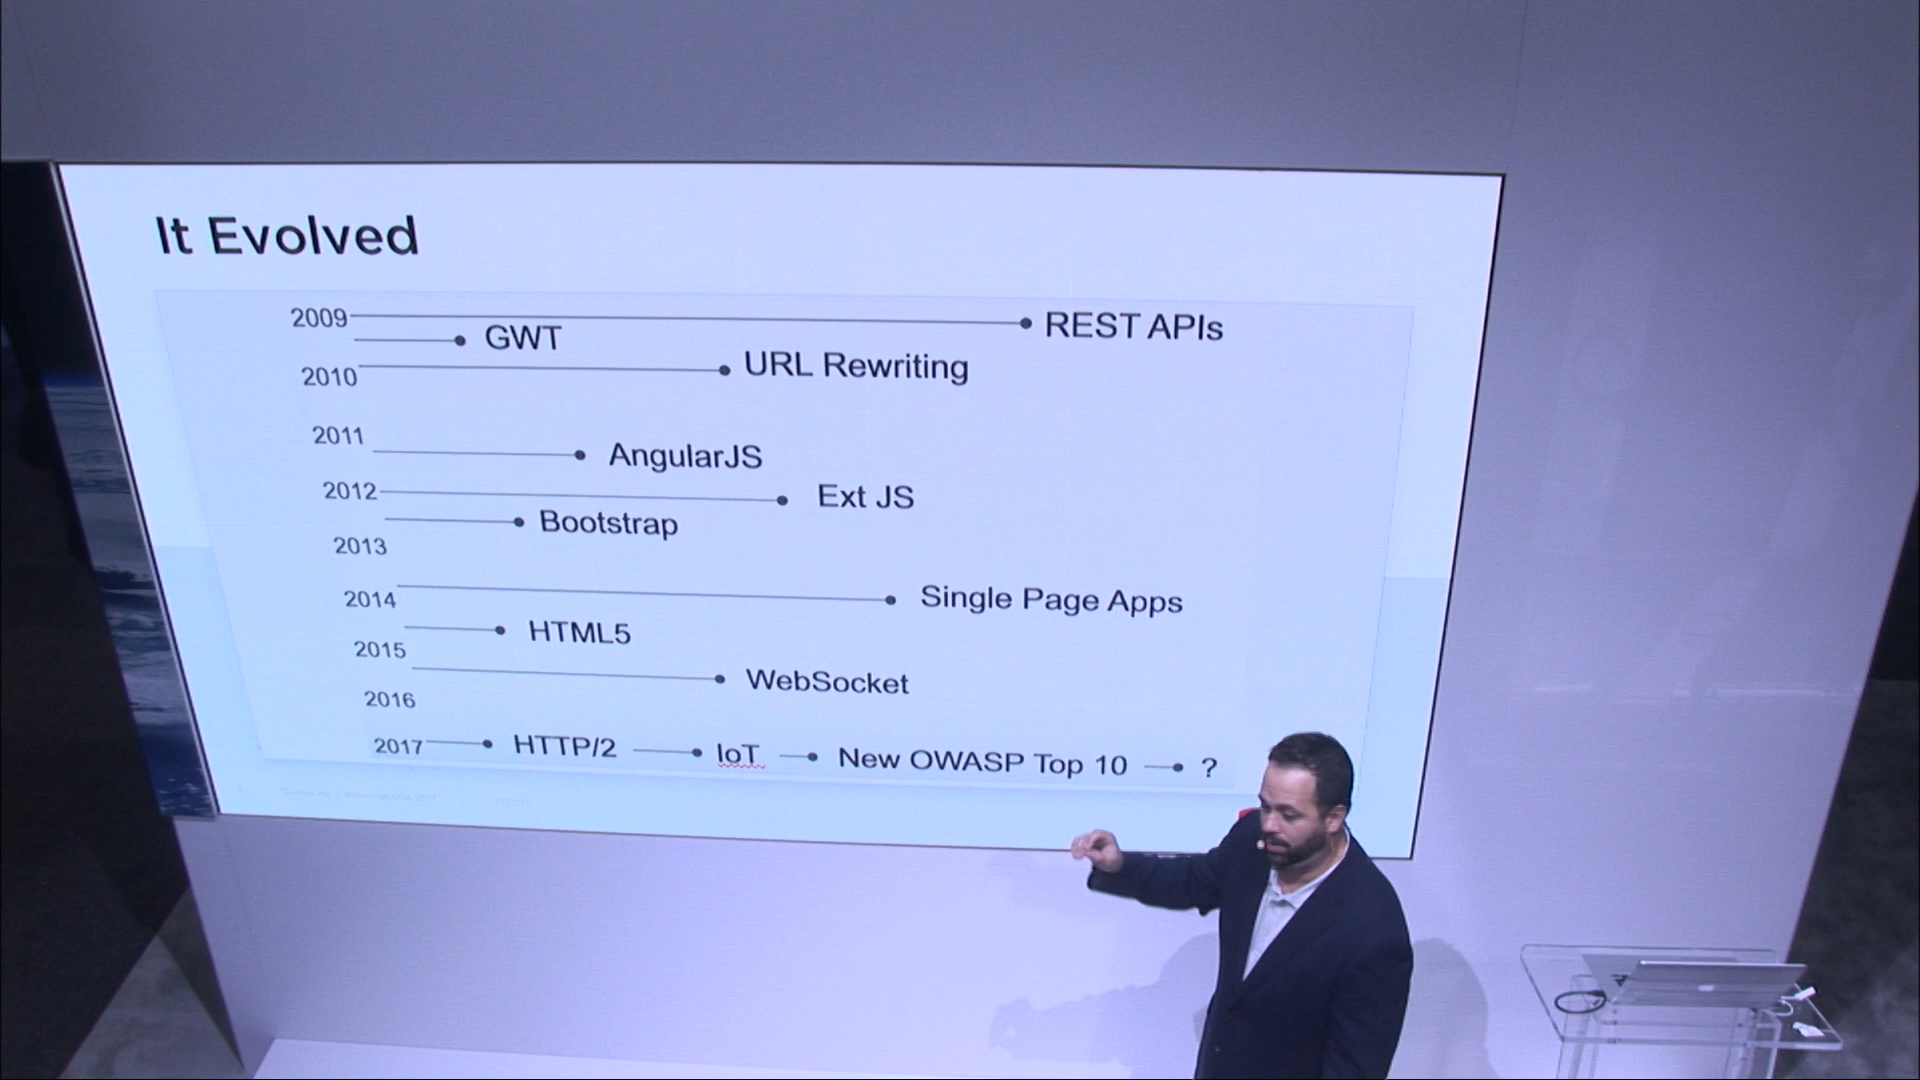 It Evolved
2009 REST APIs
GWT
2010 URL Rewriting
2011
AngularJS
2012 Ext JS
Bootstrap
2013
2014 Single Page Apps
HTML5
2015
WebSocket
2016
2017 HTTP/2 IoT New OWASP Top 10 ?